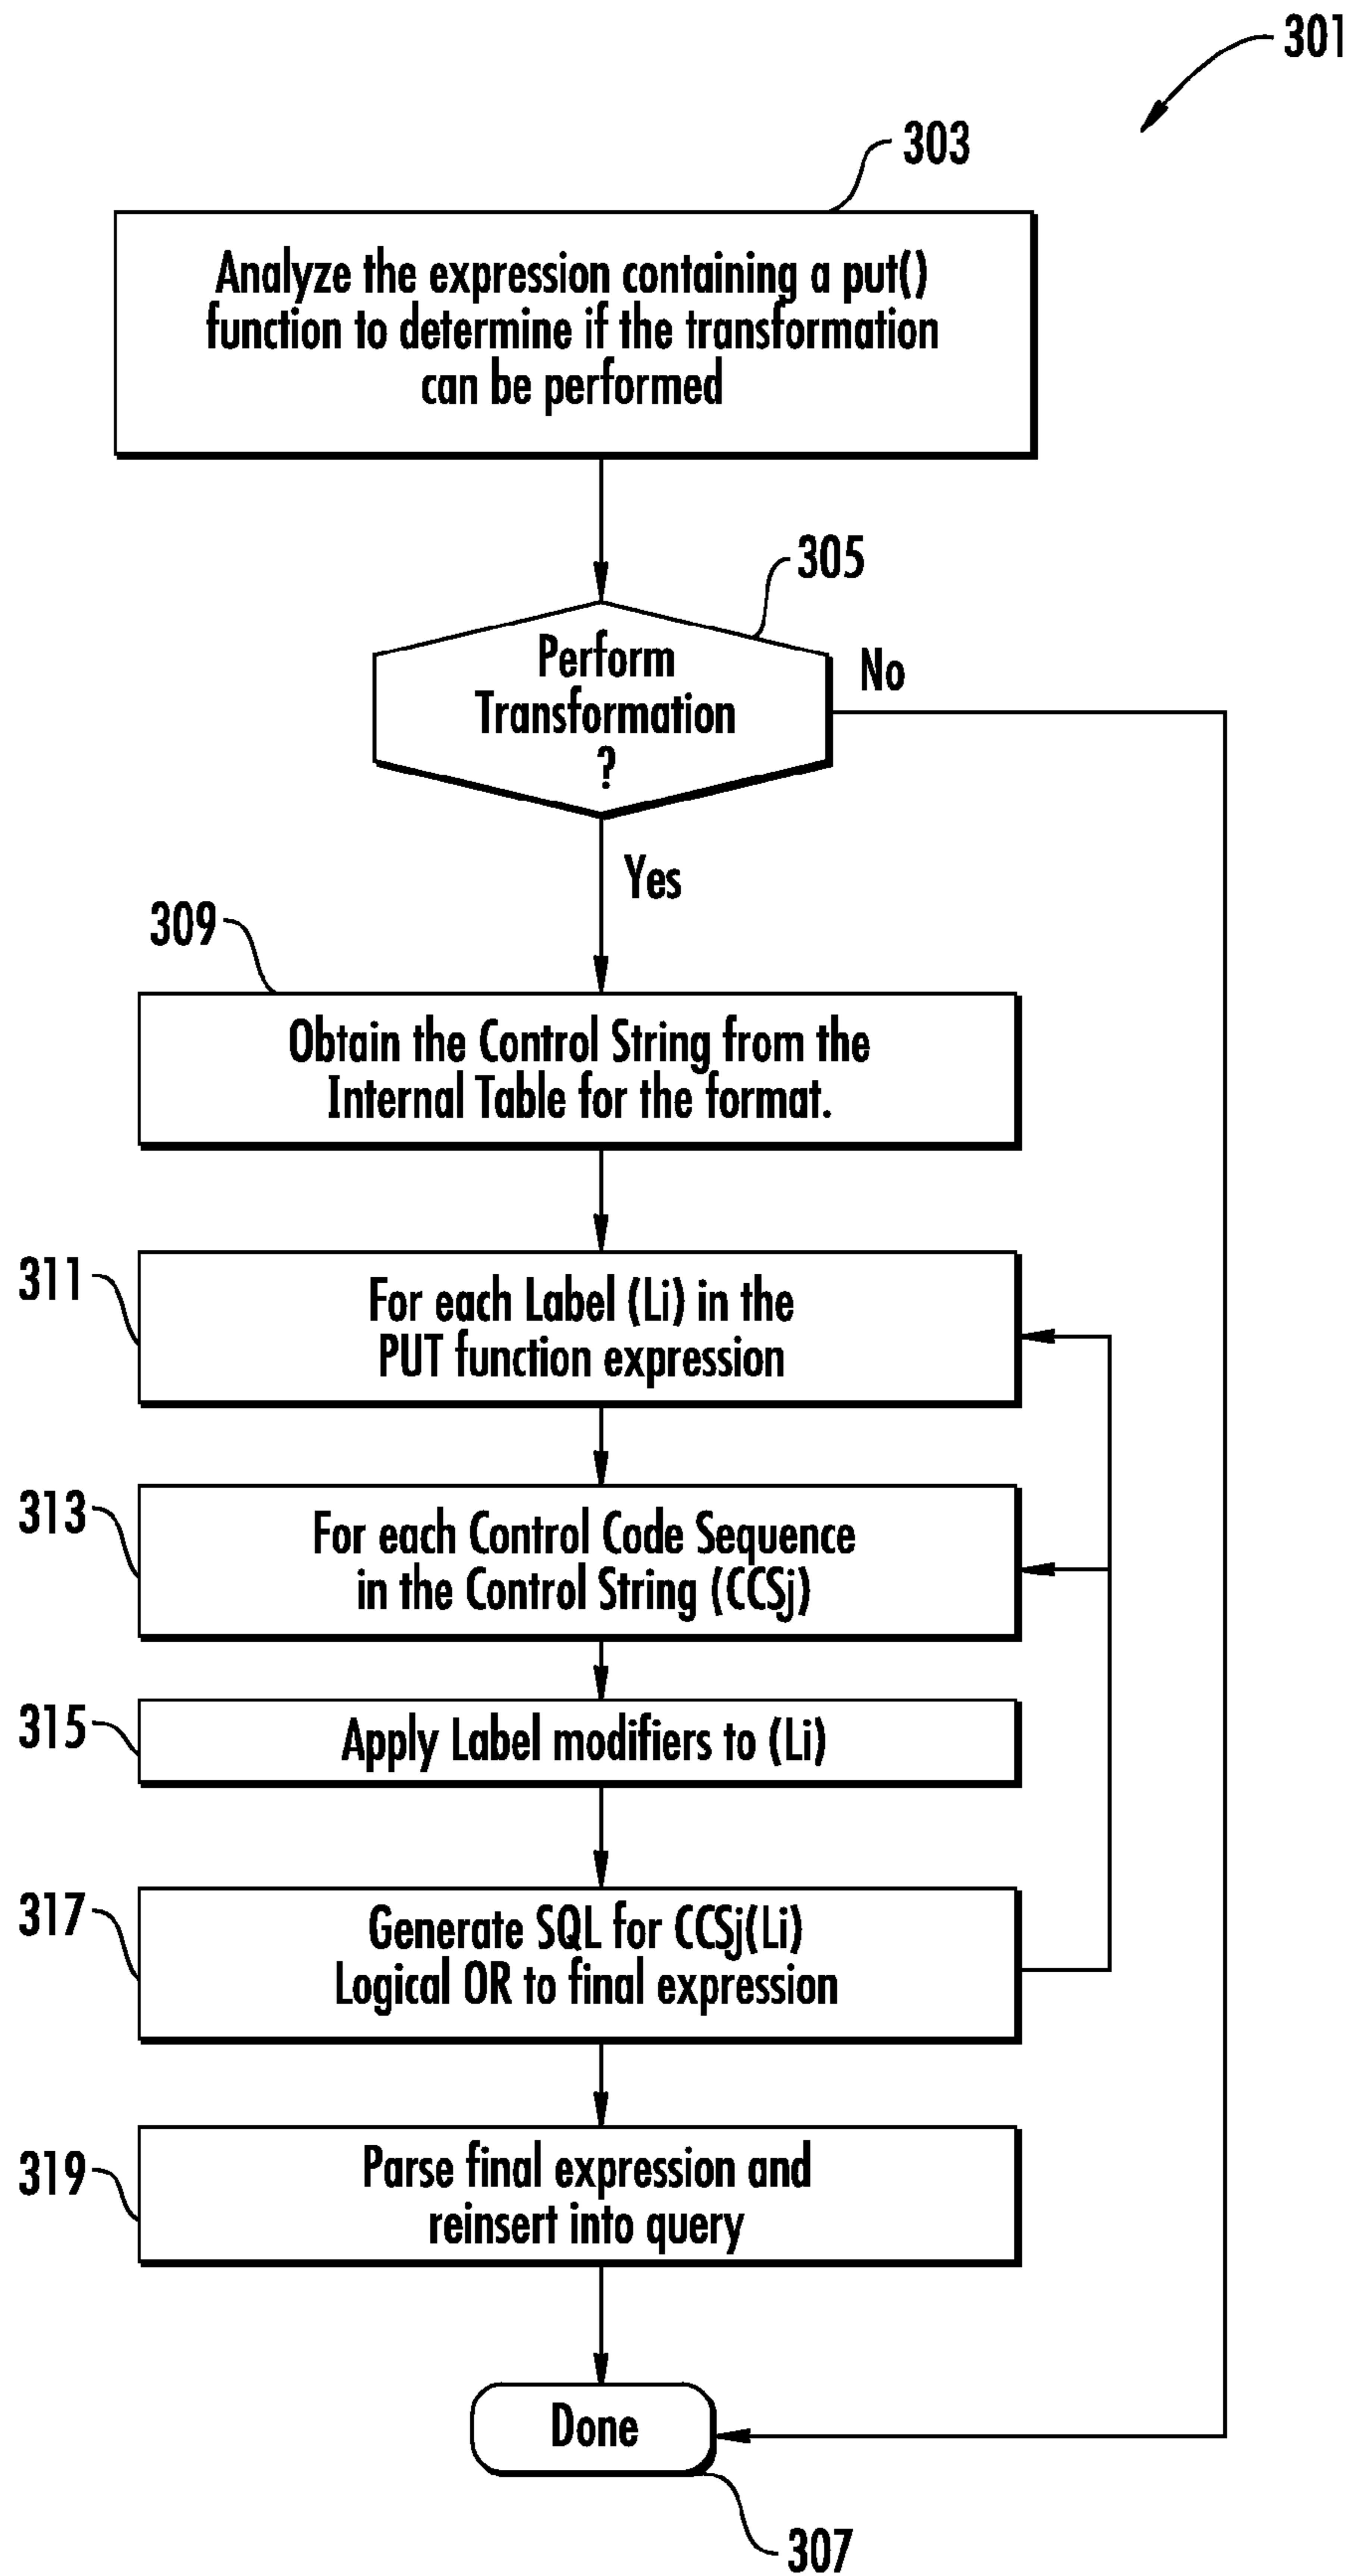 301
303
Analyze the expression containing a put()
function to determine if the transformation
can be performed
305
Perform
Transformation
?
No
Yes
309
Obtain the Control String from the
Internal Table for the format.
311
For each Label (Li) in the
PUT function expression
313
For each Control Code Sequence
in the Control String (CCSj)
315
Apply Label modifiers to (Li)
317
Generate SQL for CCSj(Li)
Logical OR to final expression
319
Parse final expression and
reinsert into query
Done
307